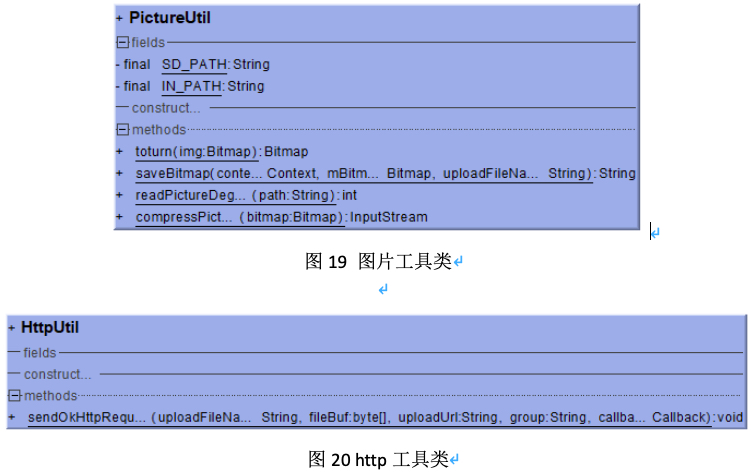 + PictureUtil
fields
- final SD_PATH:String
- final IN_PATH:String
construct...
methods
+ toturn(img:Bitmap):Bitmap
+ saveBitmap(conte... Context, mBitm... Bitmap, uploadFileNa... String):String
+ readPictureDeg... (path:String):int
+ compressPict... (bitmap:Bitmap):InputStream
图 19 图片工具类
+ HttpUtil
fields
construct...
methods
+ sendOkHttpRequ... (uploadFileNa... String, fileBuf:byte[], uploadUrl:String, group:String, callba... Callback):void
图 20 http 工具类